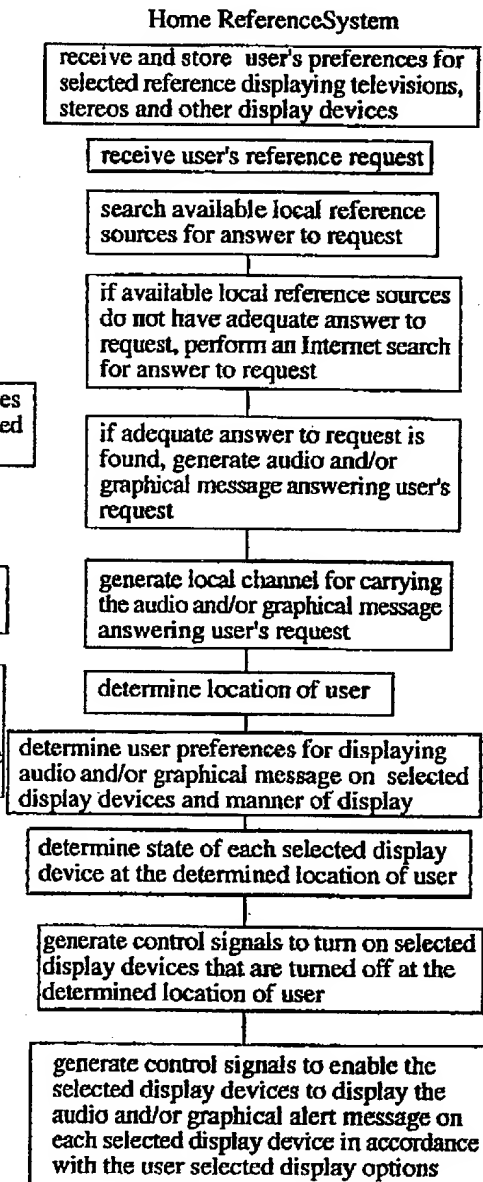 Home ReferenceSystem
receive and store user's preferences for
selected reference displaying televisions,
stereos and other display devices
receive user's reference request
search available local reference
sources for answer to request
if available local reference sources
do not have adequate answer to
request, perform an Internet search
for answer to request
es
ed
if adequate answer to request is
found, generate audio and/or
graphical message answering user's
request
generate local channel for carrying
the audio and/or graphical message
answering user's request
determine location of user
determine user preferences for displaying
audio and/or graphical message on selected
display devices and manner of display
determine state of each selected display
device at the determined location of user
generate control signals to turn on selected
display devices that are turned off at the
determined location of user
generate control signals to enable the
selected display devices to display the
audio and/or graphical alert message on
each selected display device in accordance
with the user selected display options